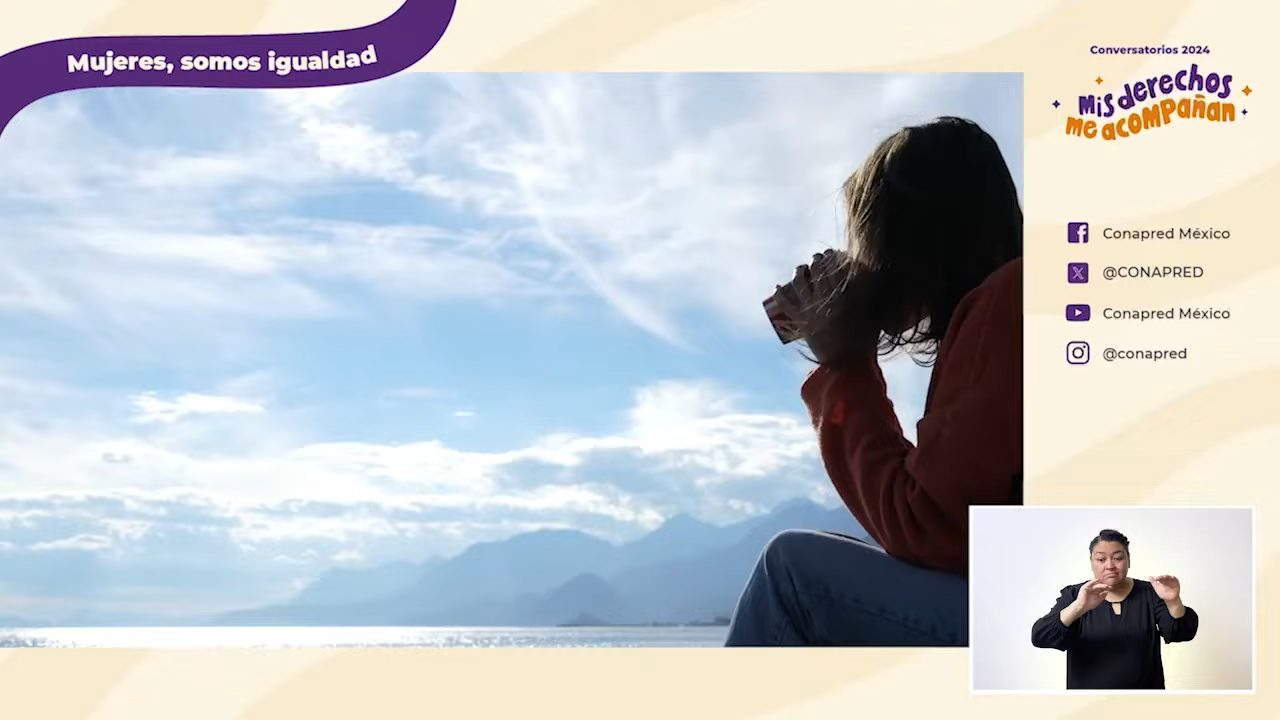 Mujeres, somos igualdad
Conversatorios 2024
Mis derechos
me acompañan
Conapred México
@CONAPRED
Conapred México
@conapred